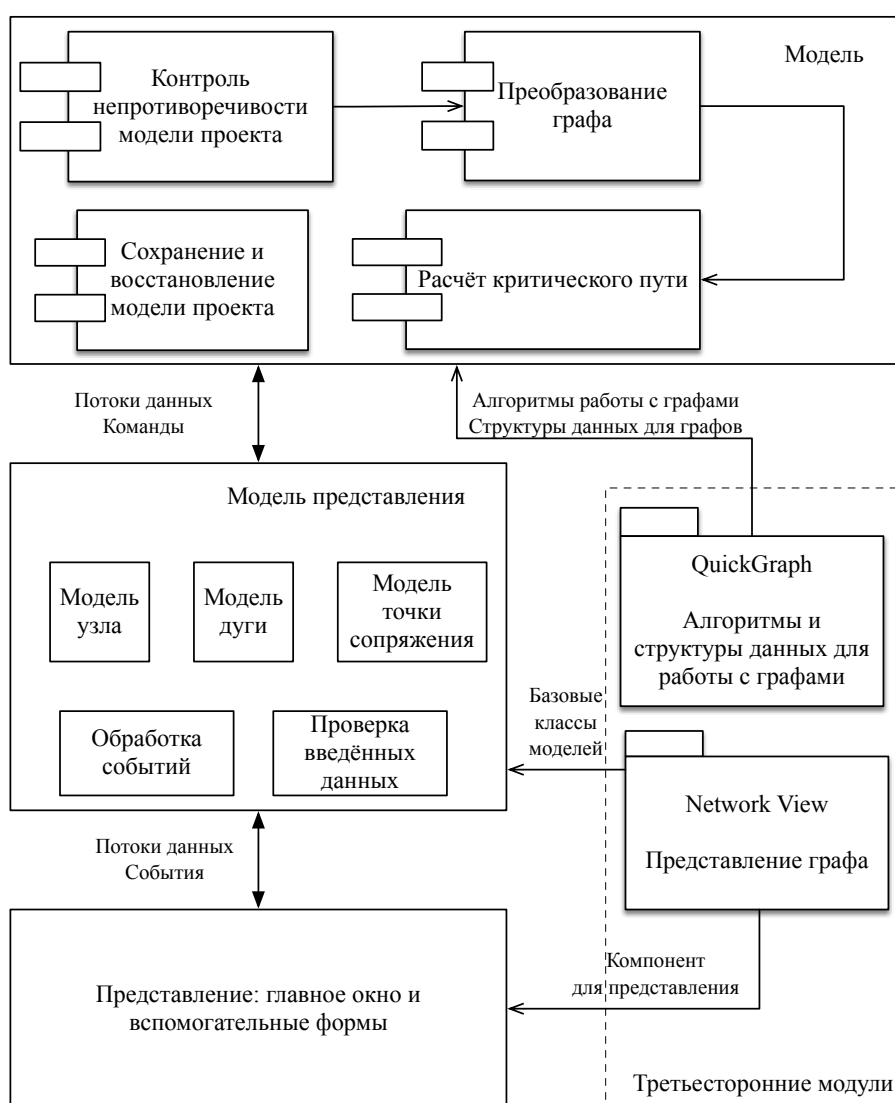 Модель
Контроль
непротиворечивости
модели проекта
Преобразование
графа
Сохранение и
восстановление
модели проекта
Расчёт критического пути
Потоки данных
Команды
Алгоритмы работы с графами
Структуры данных для графов
Модель представления
Модель
узла
Модель
дуги
Модель
точки
сопряжения
Обработка
событий
Проверка
введённых
данных
QuickGraph
Алгоритмы и
структуры данных для
работы с графами
Базовые
классы
моделей
Network View
Представление графа
Потоки данных
События
Представление: главное окно и
вспомогательные формы
Компонент
для представления
Третьесторонние модули